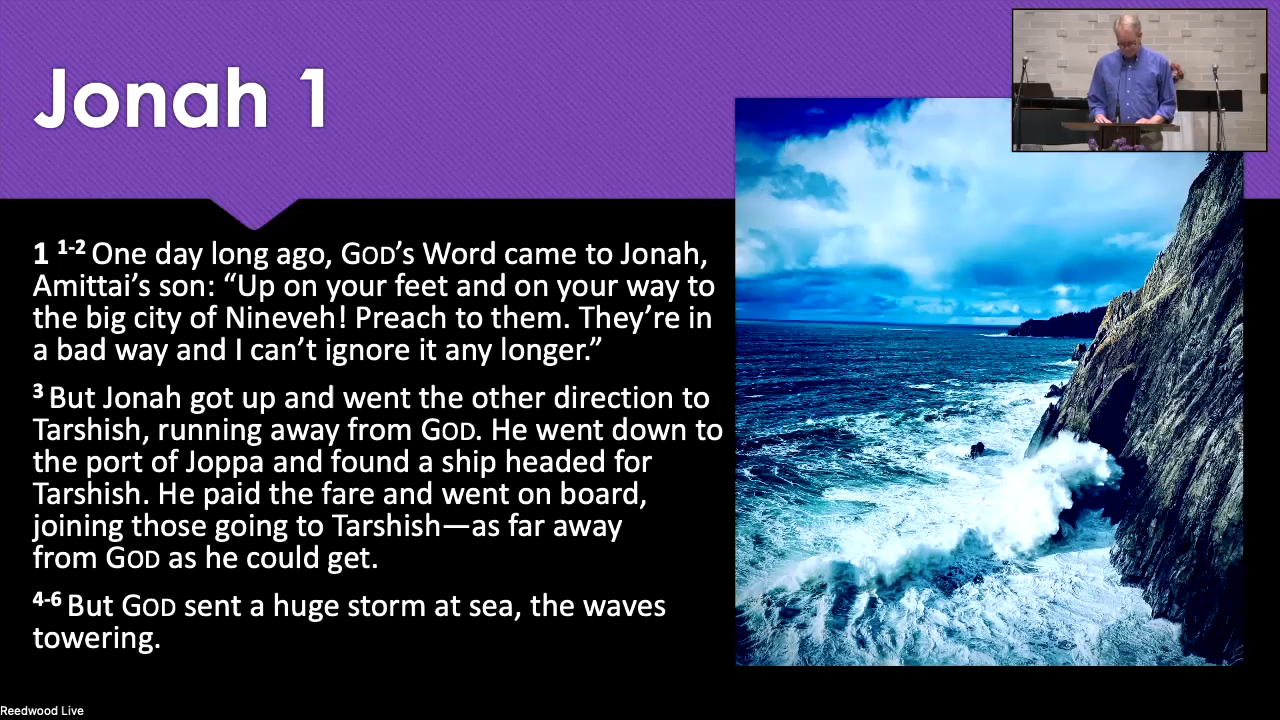 Jonah 1
1 1-2 One day long ago, GOD’s Word came to Jonah,
Amittai’s son: “Up on your feet and on your way to
the big city of Nineveh! Preach to them. They’re in
a bad way and I can’t ignore it any longer.”
3 But Jonah got up and went the other direction to
Tarshish, running away from GOD. He went down to
the port of Joppa and found a ship headed for
Tarshish. He paid the fare and went on board,
joining those going to Tarshish—as far away
from GOD as he could get.
4-6 But GOD sent a huge storm at sea, the waves
towering.
Reedwood Live